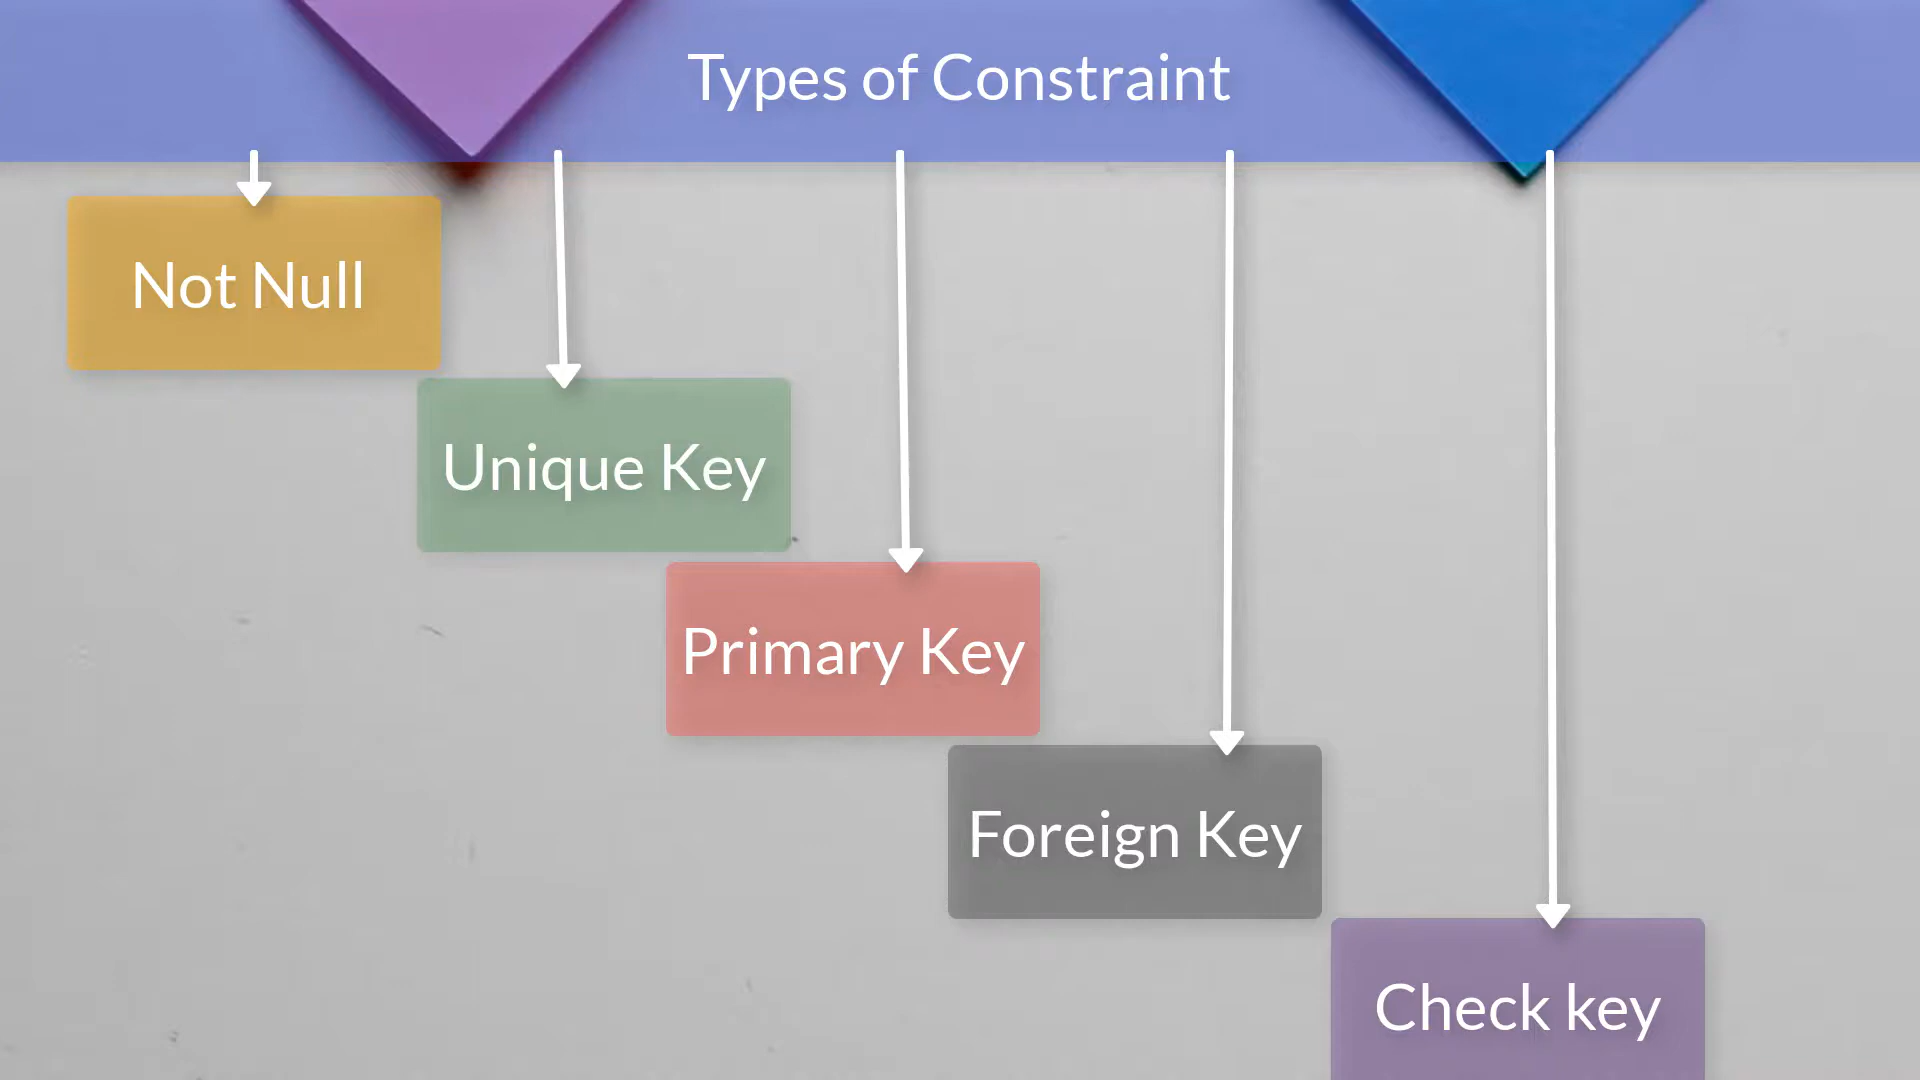 Types of Constraint
Not Null
Unique Key
Primary Key
Foreign Key
Check key